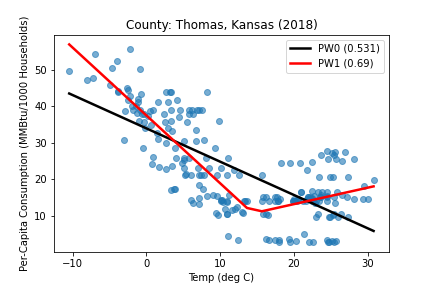 County: Thomas, Kansas (2018)
PW0 (0.531)
PW1 (0.69)
Per-Capita Consumption (MMBtu/1000 Households)
50
40
30
20
10
−10
0
10
20
30
Temp (deg C)